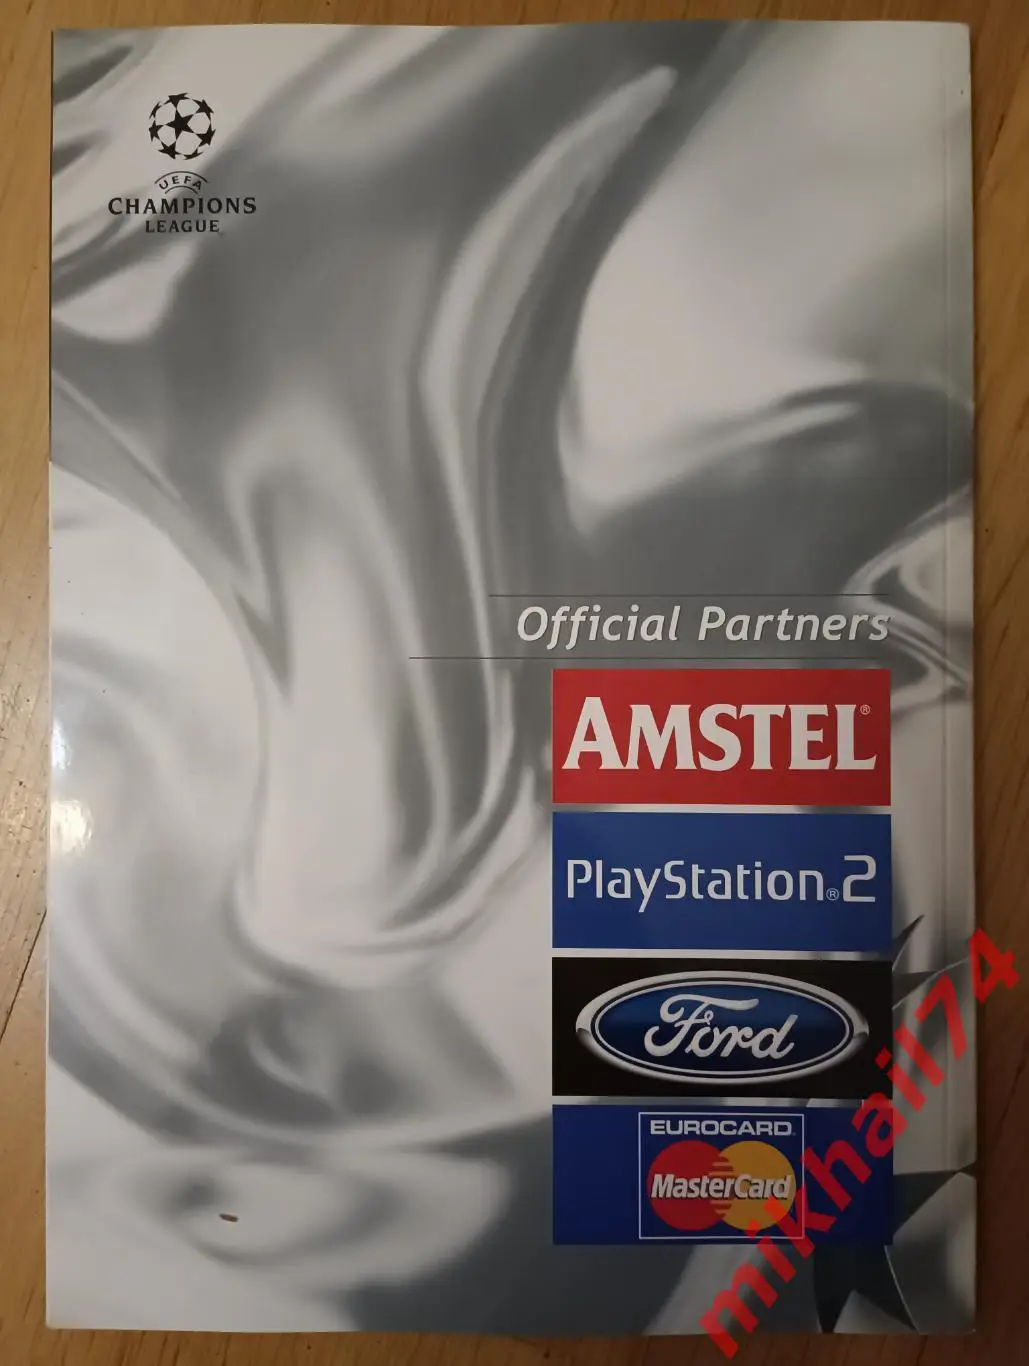 UEFA
CHAMPIONS
LEAGUE
Official Partners
AMSTEL®
PlayStation®2
Ford
EUROCARD
MasterCard
mikhail74